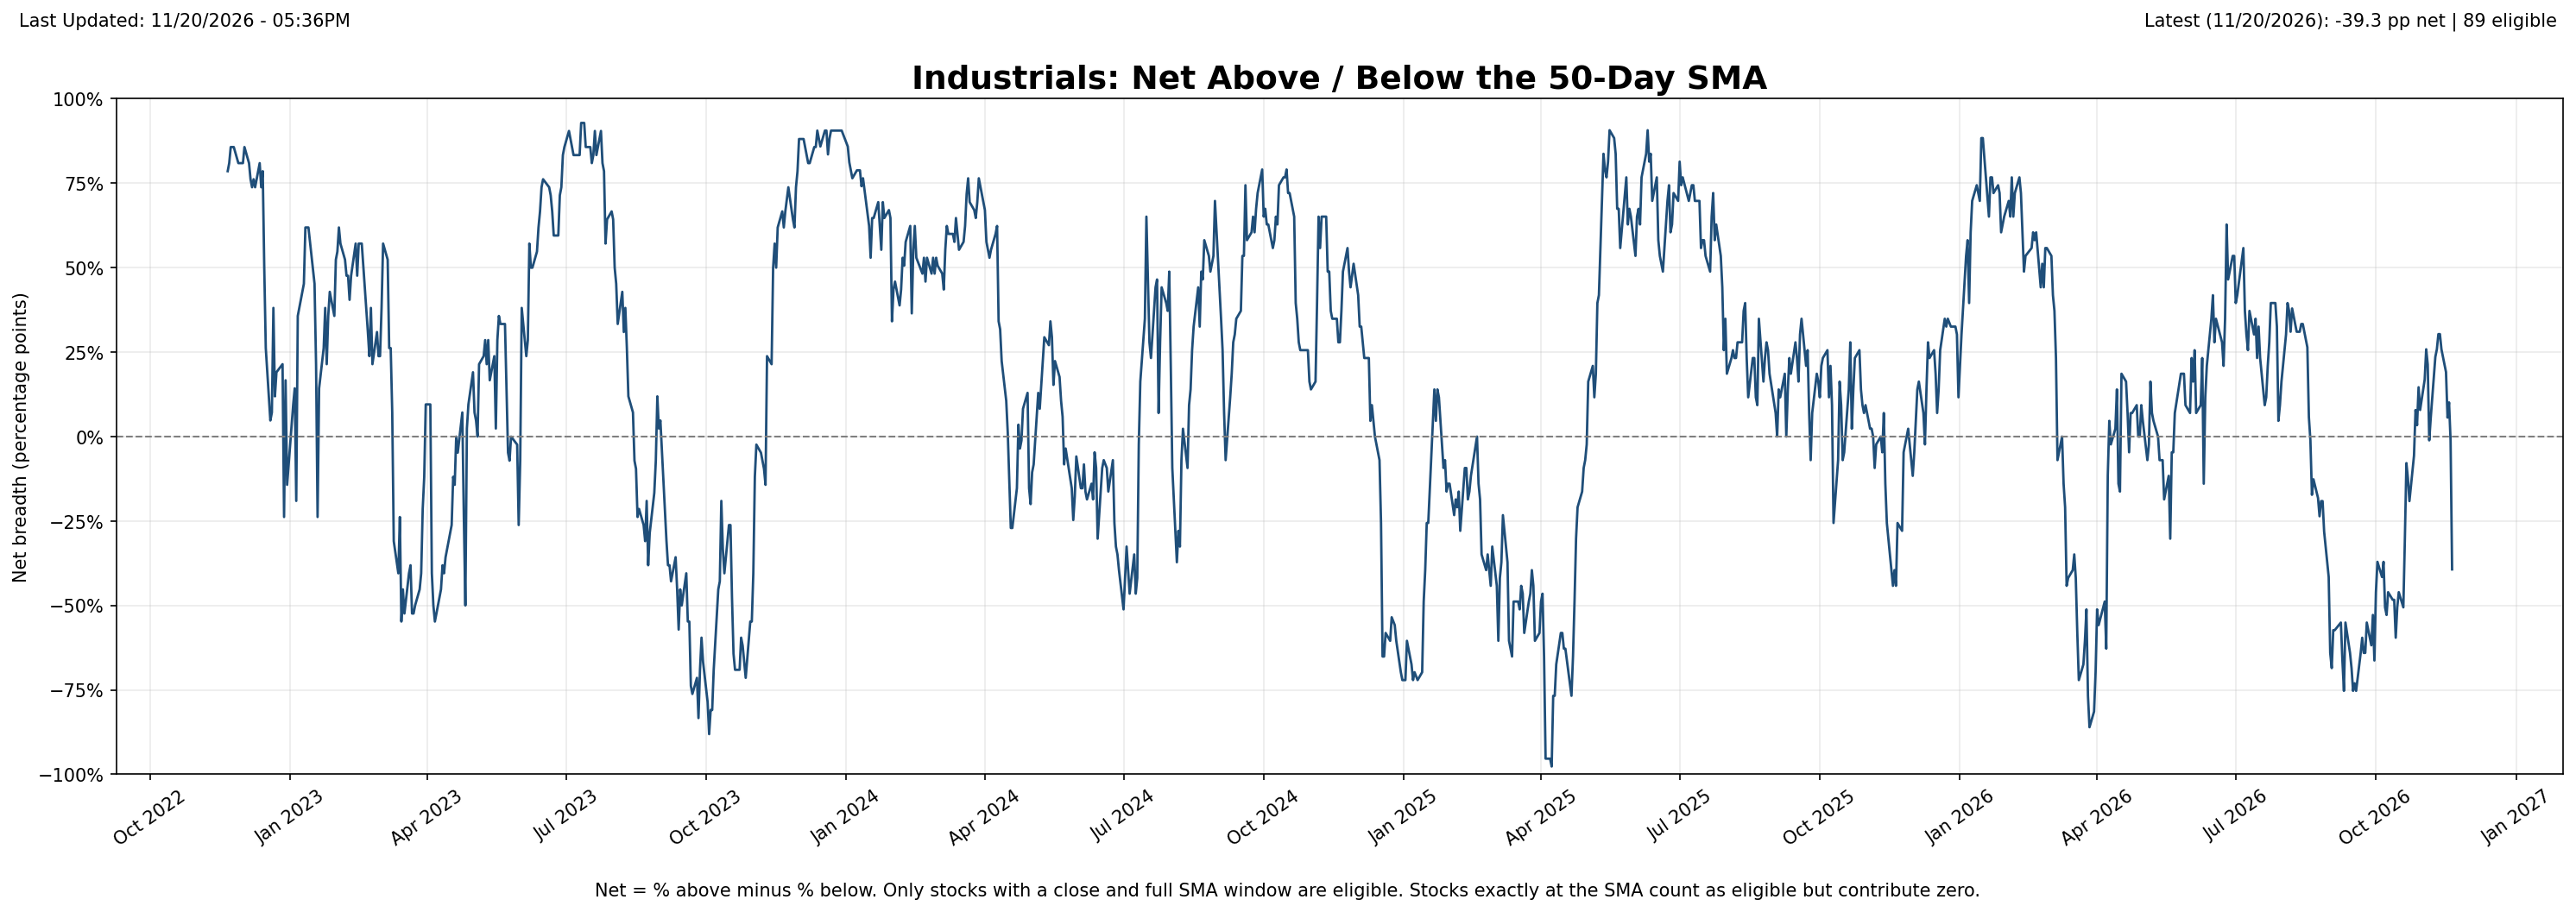 Last Updated: 11/20/2026 - 05:36PM
Latest (11/20/2026): -39.3 pp net | 89 eligible
Industrials: Net Above / Below the 50-Day SMA
Net breadth (percentage points)
100%
75%
50%
25%
0%
−25%
−50%
−75%
−100%
Oct 2022
Jan 2023
Apr 2023
Jul 2023
Oct 2023
Jan 2024
Apr 2024
Jul 2024
Oct 2024
Jan 2025
Apr 2025
Jul 2025
Oct 2025
Jan 2026
Apr 2026
Jul 2026
Oct 2026
Jan 2027
Net = % above minus % below. Only stocks with a close and full SMA window are eligible. Stocks exactly at the SMA count as eligible but contribute zero.